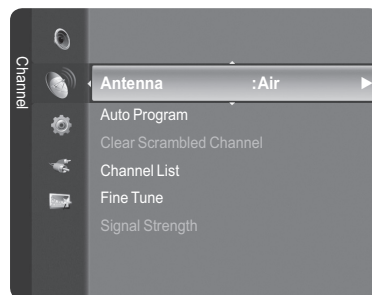 Channel
Antenna :Air
Auto Program
Clear Scrambled Channel
Channel List
Fine Tune
Signal Strength